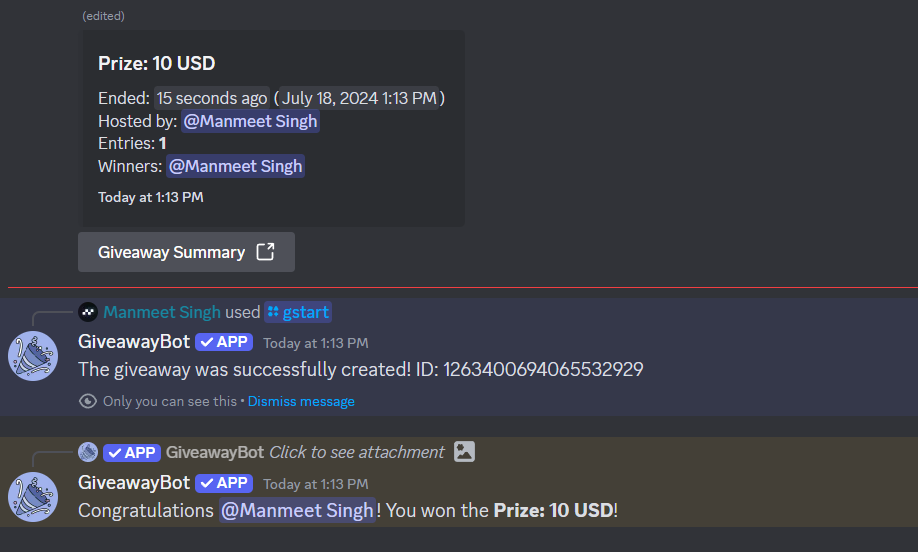 (edited)
Prize: 10 USD
Ended: 15 seconds ago (July 18, 2024 1:13 PM)
Hosted by: @Manmeet Singh
Entries: 1
Winners: @Manmeet Singh
Today at 1:13 PM
Giveaway Summary
Manmeet Singh used gstart
GiveawayBot APP Today at 1:13 PM
The giveaway was successfully created! ID: 1263400694065532929
Only you can see this • Dismiss message
APP GiveawayBot Click to see attachment
GiveawayBot APP Today at 1:13 PM
Congratulations @Manmeet Singh! You won the Prize: 10 USD!